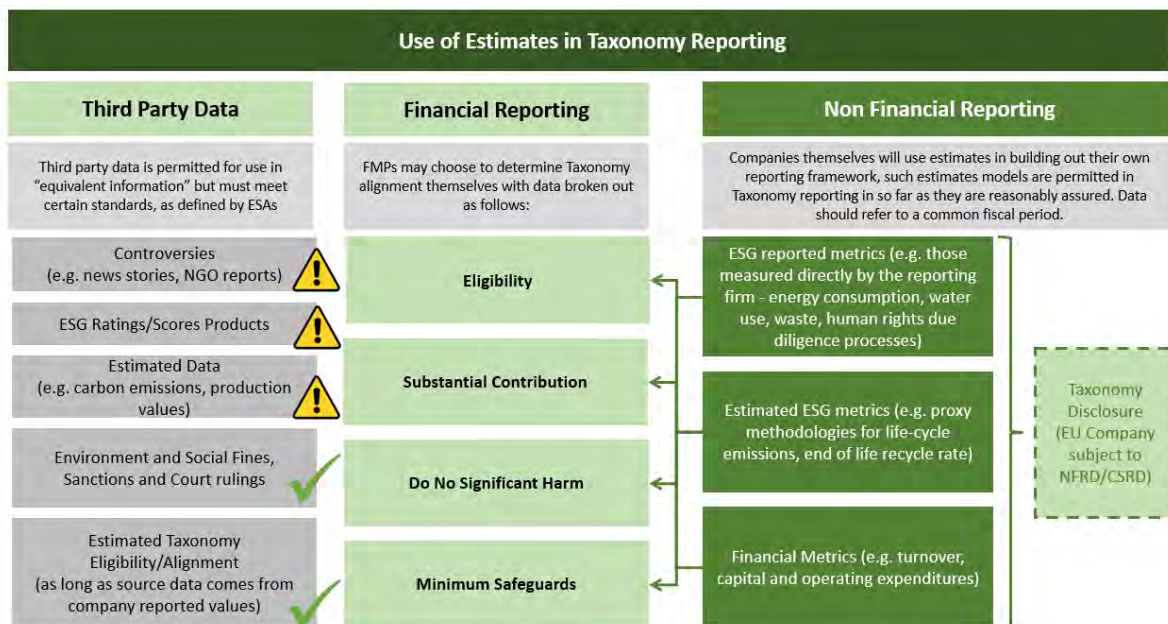 Use of Estimates in Taxonomy Reporting
Third Party Data
Third party data is permitted for use in
"equivalent information" but must meet
certain standards, as defined by ESAs
Controversies
(e.g. news stories, NGO reports)
ESG Ratings/Scores Products
Estimated Data
(e.g. carbon emissions, production
values)
Environment and Social Fines,
Sanctions and Court rulings
Estimated Taxonomy
Eligibility/Alignment
(as long as source data comes from
company reported values)
Financial Reporting
FMPs may choose to determine Taxonomy
alignment themselves with data broken out
as follows:
Eligibility
Substantial Contribution
Do No Significant Harm
Minimum Safeguards
Non Financial Reporting
Companies themselves will use estimates in building out their own
reporting framework, such estimates models are permitted in
Taxonomy reporting in so far as they are reasonably assured. Data
should refer to a common fiscal period.
ESG reported metrics (e.g. those
measured directly by the reporting
firm - energy consumption, water
use, waste, human rights due
diligence processes)
Estimated ESG metrics (e.g. proxy
methodologies for life-cycle
emissions, end of life recycle rate)
Financial Metrics (e.g. turnover,
capital and operating expenditures)
Taxonomy
Disclosure
(EU Company
subject to
NFRD/CSRD)